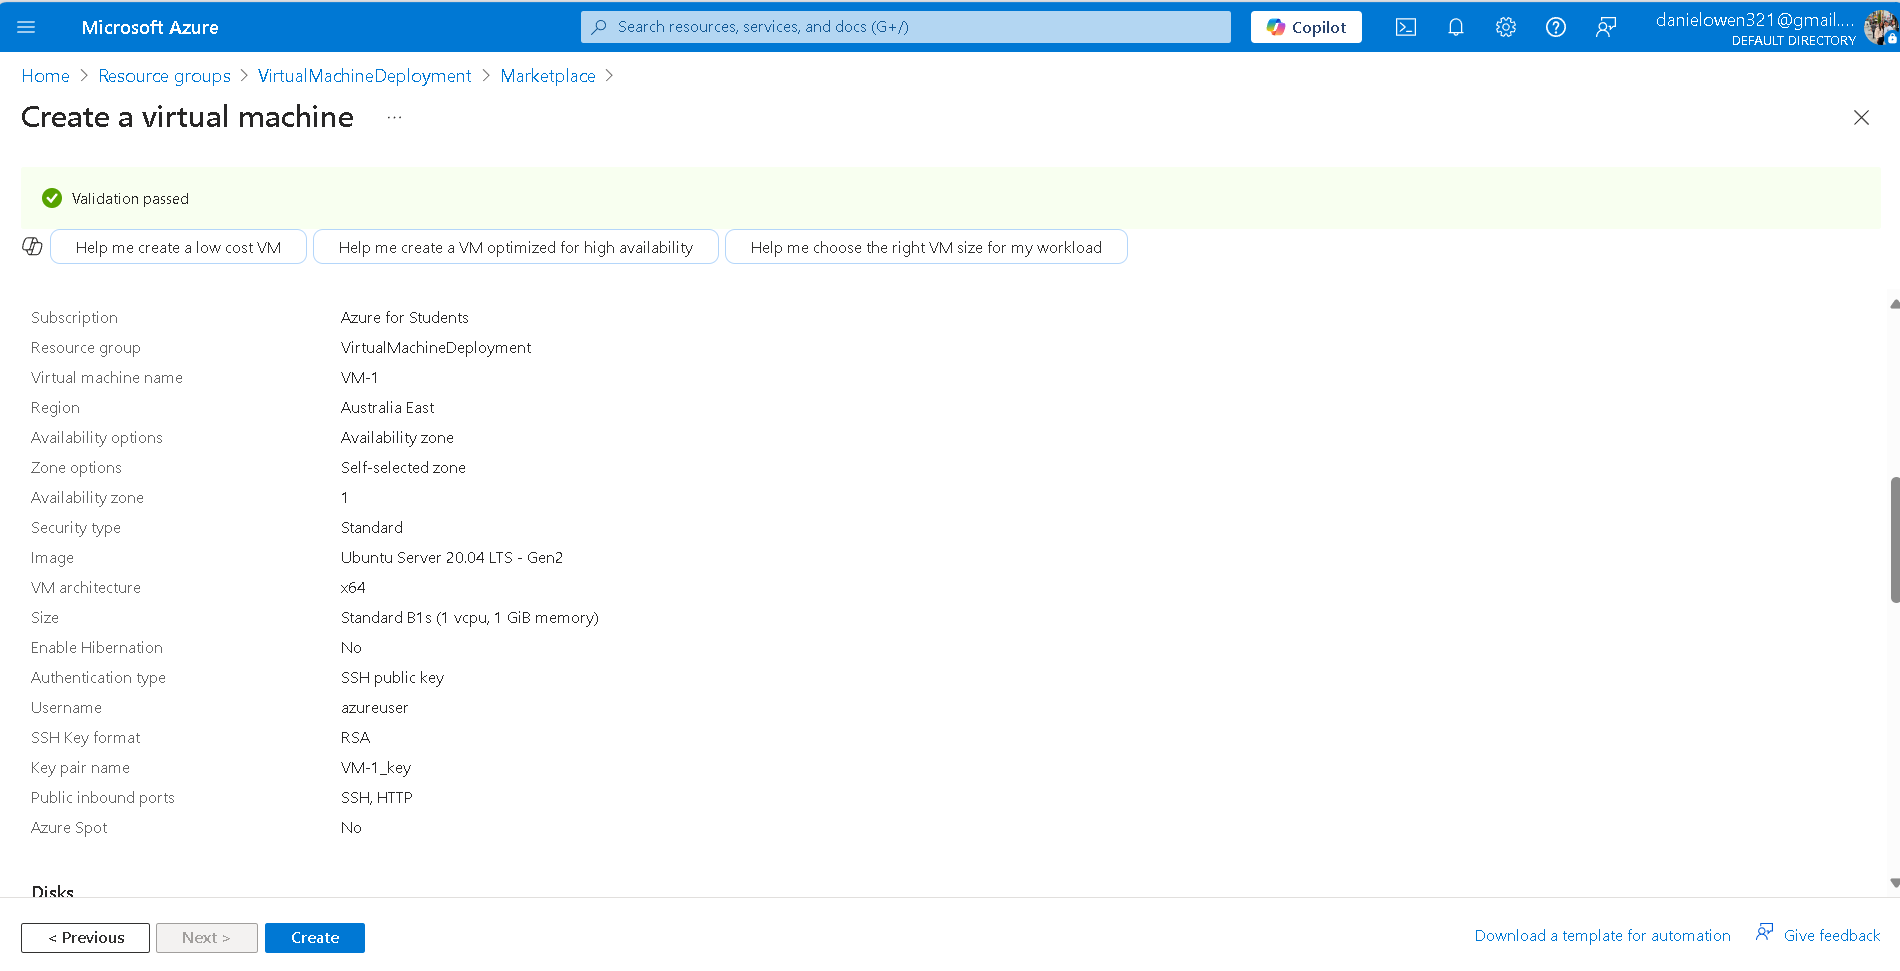 Microsoft Azure
Search resources, services, and docs (G+/)
Copilot
danielowen321@gmail....
DEFAULT DIRECTORY
Home > Resource groups > VirtualMachineDeployment > Marketplace >
Create a virtual machine ...
Validation passed
Help me create a low cost VM
Help me create a VM optimized for high availability
Help me choose the right VM size for my workload
Subscription Azure for Students
Resource group VirtualMachineDeployment
Virtual machine name VM-1
Region Australia East
Availability options Availability zone
Zone options Self-selected zone
Availability zone 1
Security type Standard
Image Ubuntu Server 20.04 LTS - Gen2
VM architecture x64
Size Standard B1s (1 vcpu, 1 GiB memory)
Enable Hibernation No
Authentication type SSH public key
Username azureuser
SSH Key format RSA
Key pair name VM-1_key
Public inbound ports SSH, HTTP
Azure Spot No
Disks
< Previous
Next >
Create
Download a template for automation
Give feedback